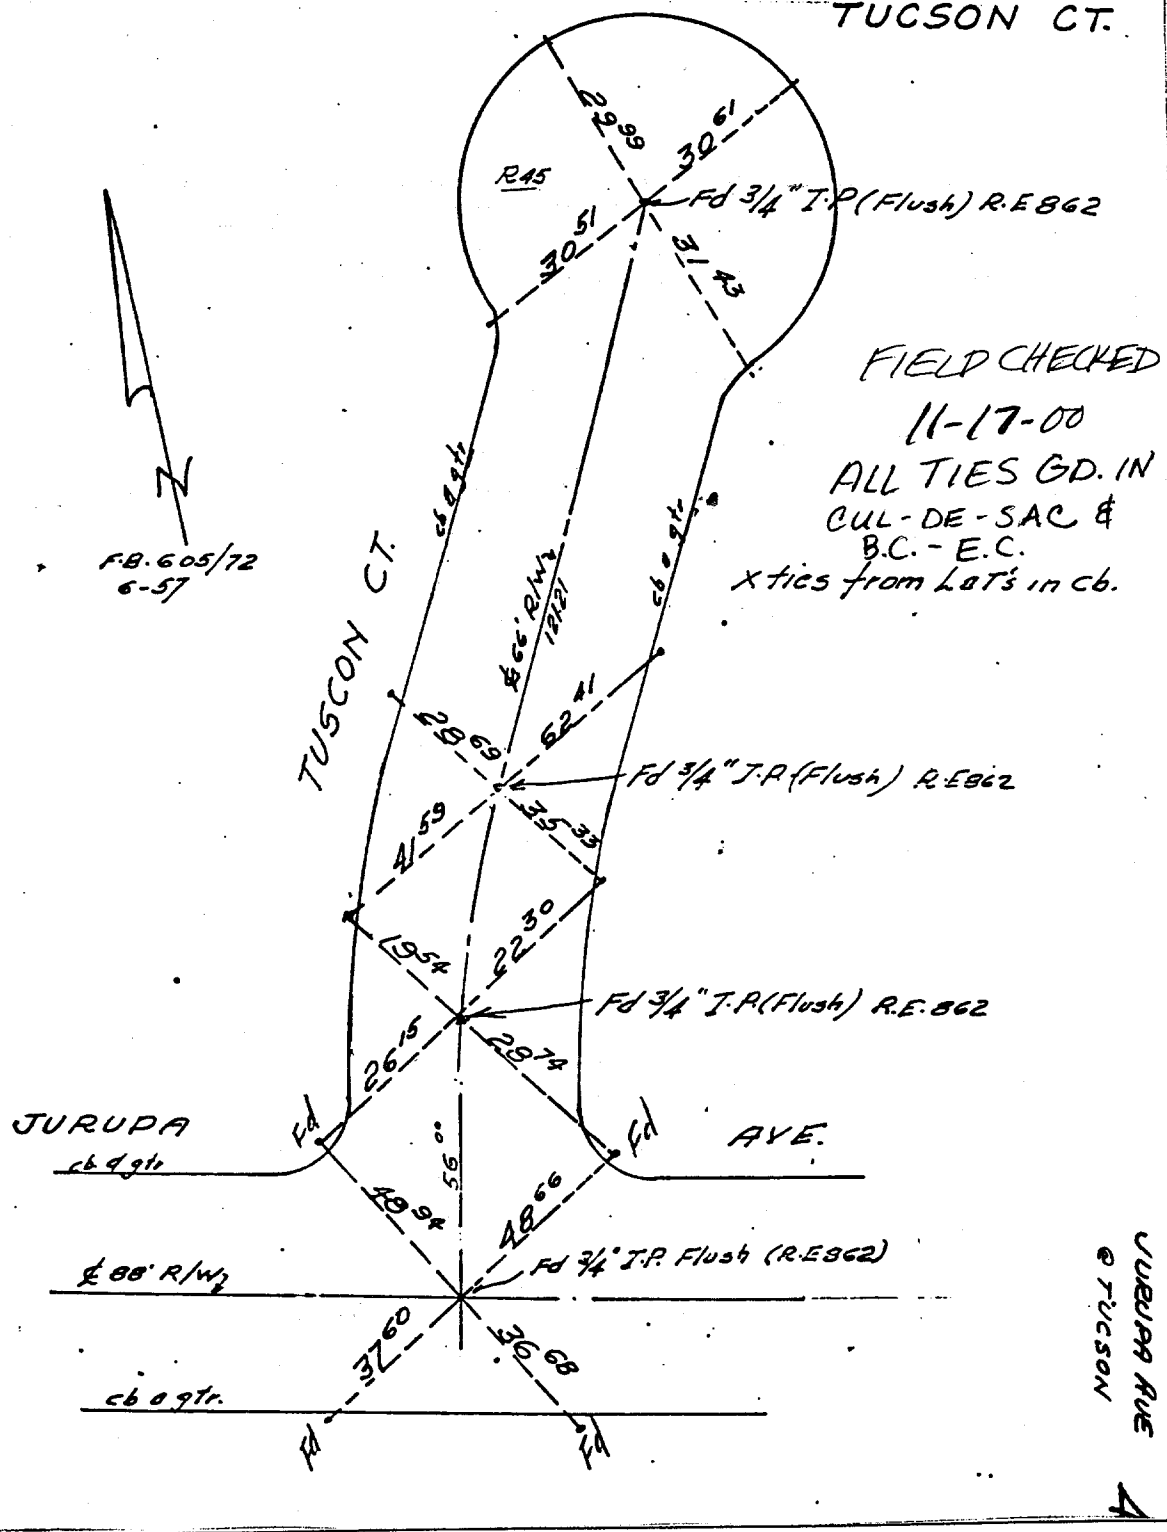 TUCSON CT.
29 99
30 61
R45
Fd 3/4" I.P (Flush) R.E 862
30 51
31 43
FIELD CHECKED
11-17-00
ALL TIES GD. IN
CUL-DE-SAC &
B.C. - E.C.
X ties from LOT's in cb.
N
F.B. 605/72
6-57
cb & gtr
cb & gtr
TUSCON CT.
℄ 66' R/W
28 69
62 41
Fd 3/4" I.P. (Flush) R.E 862
41 59
35 33
19 54
22 30
Fd 3/4" I.P. (Flush) R.E. 862
26 15
28 74
JURUPA
AVE.
Fd
Fd
cb & gtr
56 00
48 94
48 66
℄ 88' R/W
Fd 3/4" I.P. Flush (R.E 862)
37 60
36 68
cb & gtr.
Fd
Fd
JURUPA AVE
@ TUCSON
4